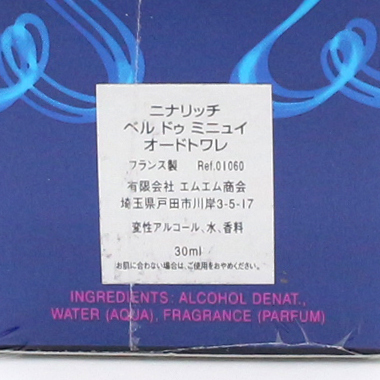 ニナリッチ
ベル ドゥ ミニュイ
オードトワレ
フランス製 Ref.01060
有限会社 エムエム商会
埼玉県戸田市川岸3-5-17
変性アルコール、水、香料
30ml
お肌に合わない場合は、ご使用をおやめください。
INGREDIENTS: ALCOHOL DENAT.,
WATER (AQUA), FRAGRANCE (PARFUM)